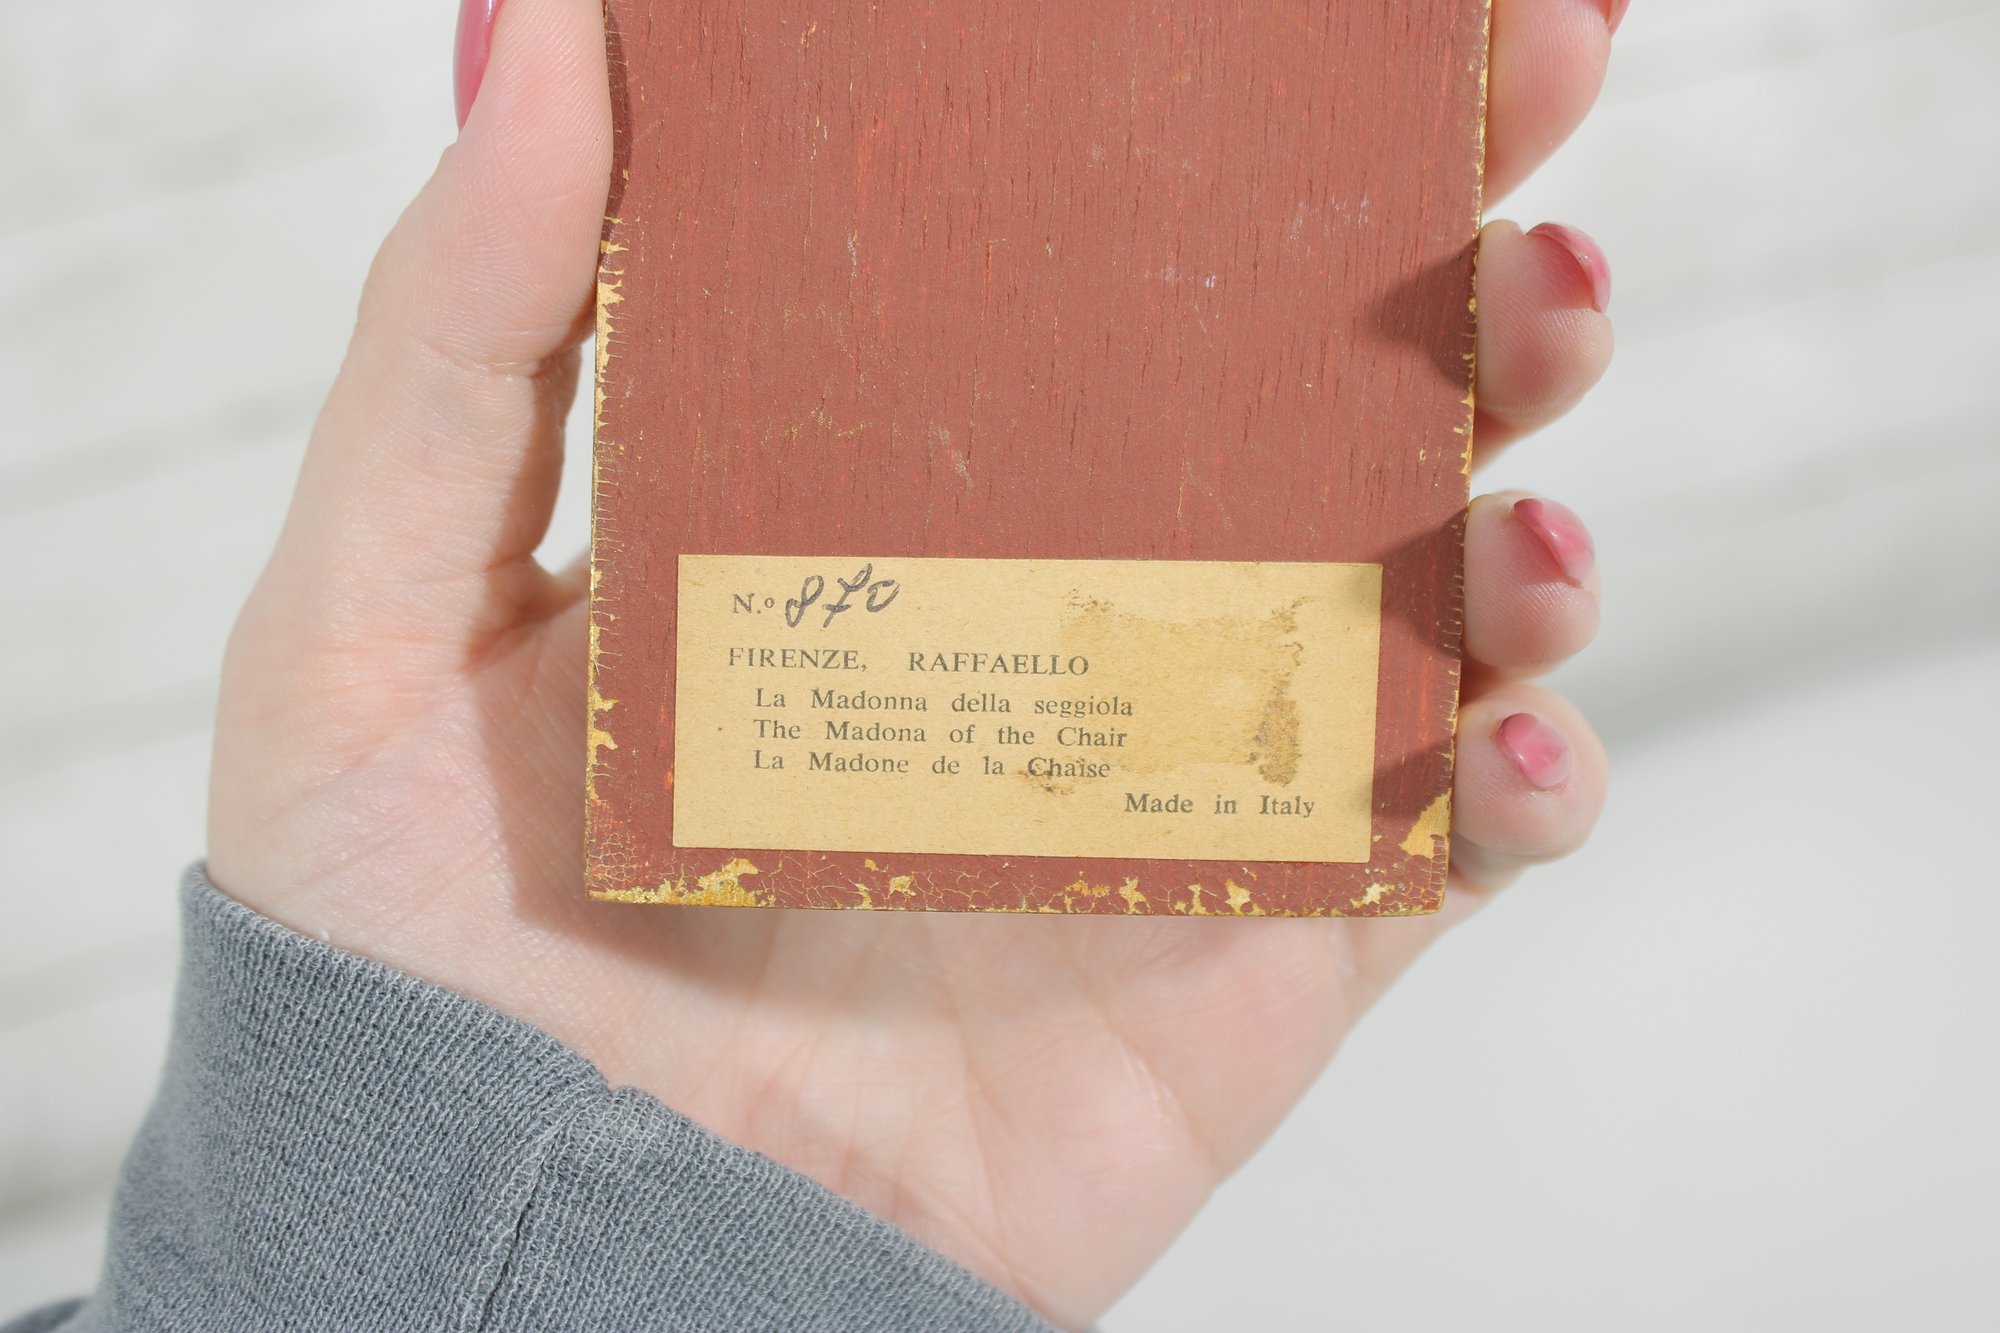 N.º 870
FIRENZE, RAFFAELLO
La Madonna della seggiola
The Madona of the Chair
La Madone de la Chaise
Made in Italy